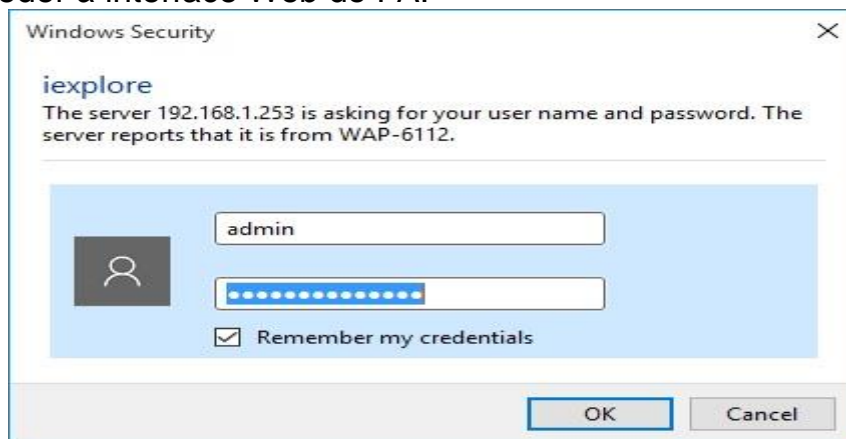 Windows Security
iexplore
The server 192.168.1.253 is asking for your user name and password. The
server reports that it is from WAP-6112.
admin
Remember my credentials
OK
Cancel